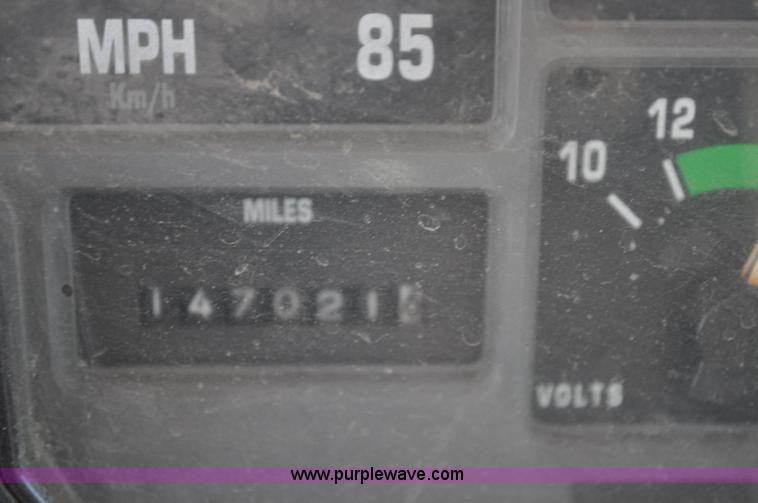 MPH 85
Km/h
10 12
MILES
147021
VOLTS
www.purplewave.com